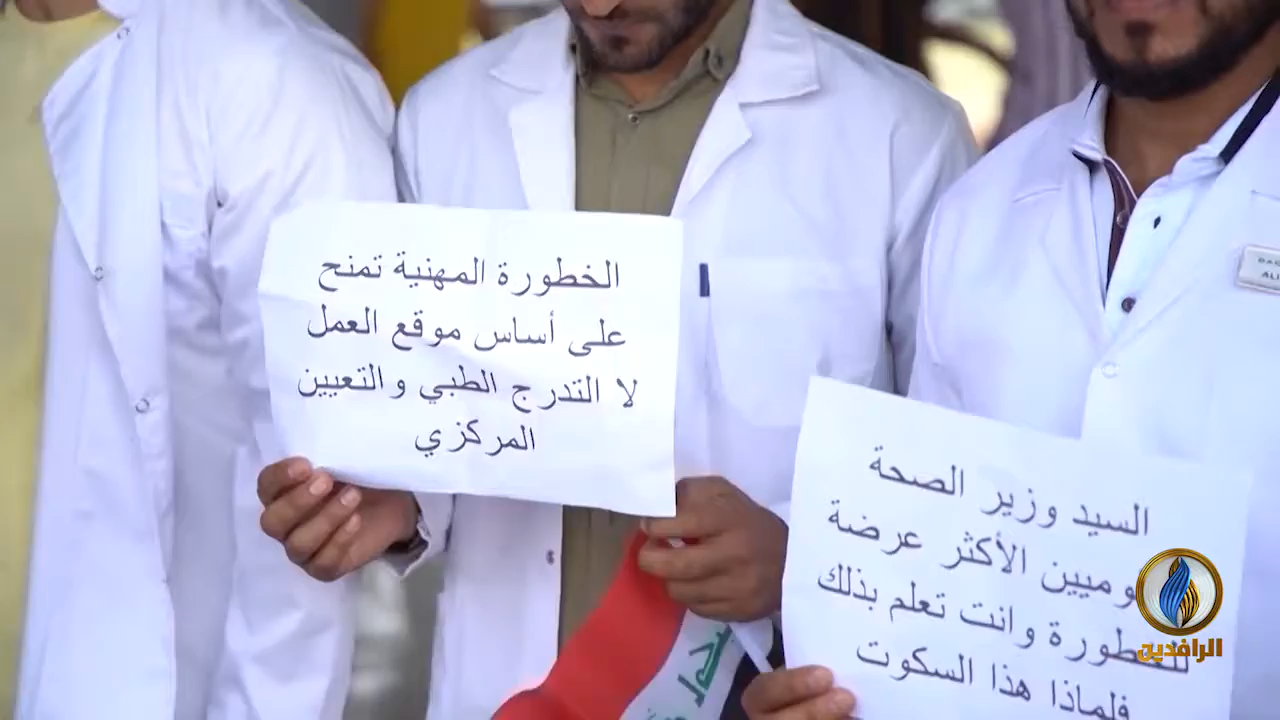 الخطورة المهنية تمنح
على أساس موقع العمل
لا التدرج الطبي والتعيين
المركزي
السيد وزير الصحة
الأكثر عرضة
وانت تعلم بذلك
فلماذا هذا السكوت
الرافدين